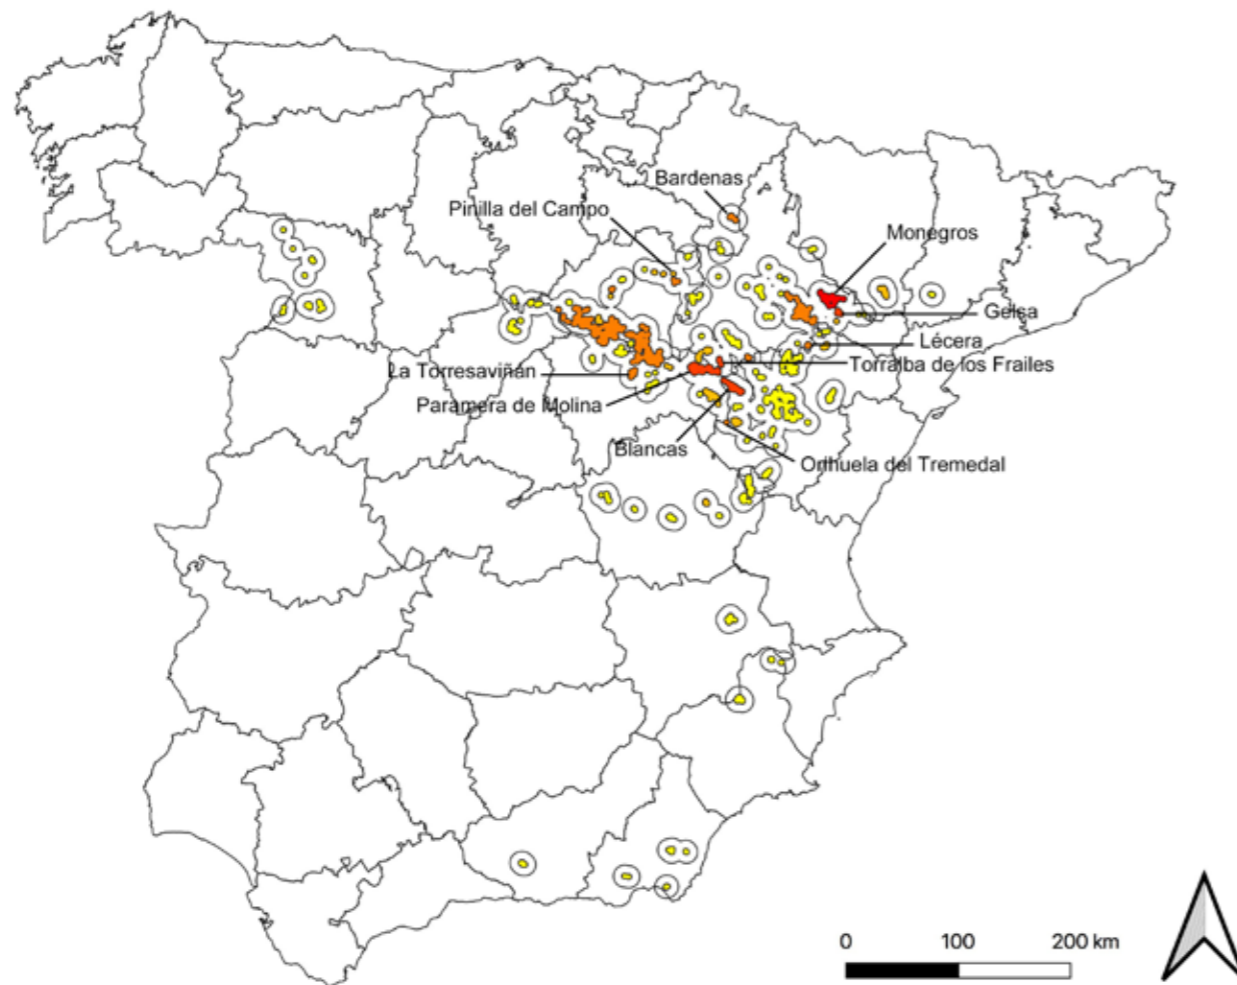 Bardenas
Pinilla del Campo
Monegros
Gelsa
Lécera
Torralba de los Frailes
La Torresaviñán
Paramera de Molina
Blancas
Orihuela del Tremedal
0 100 200 km